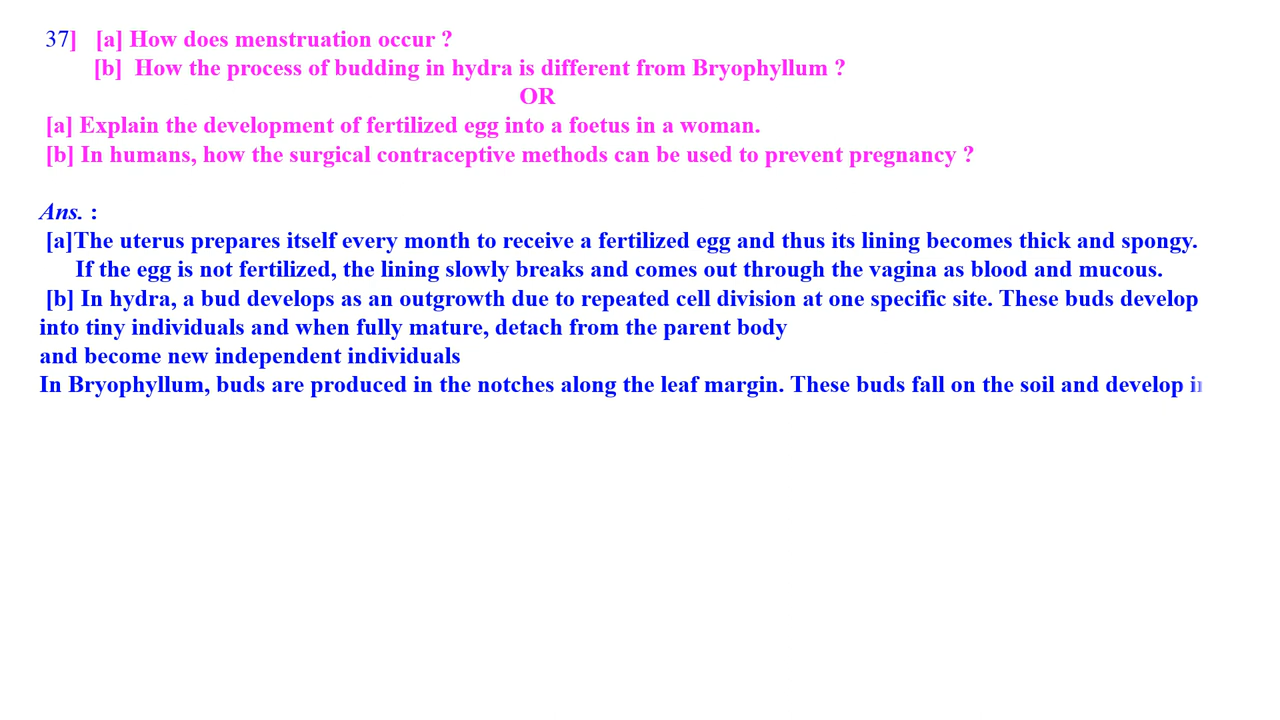 37]   [a] How does menstruation occur ?
[b]  How the process of budding in hydra is different from Bryophyllum ?
OR
[a] Explain the development of fertilized egg into a foetus in a woman.
[b] In humans, how the surgical contraceptive methods can be used to prevent pregnancy ?
Ans. :
[a]The uterus prepares itself every month to receive a fertilized egg and thus its lining becomes thick and spongy.
If the egg is not fertilized, the lining slowly breaks and comes out through the vagina as blood and mucous.
[b] In hydra, a bud develops as an outgrowth due to repeated cell division at one specific site. These buds develop
into tiny individuals and when fully mature, detach from the parent body
and become new independent individuals
In Bryophyllum, buds are produced in the notches along the leaf margin. These buds fall on the soil and develop